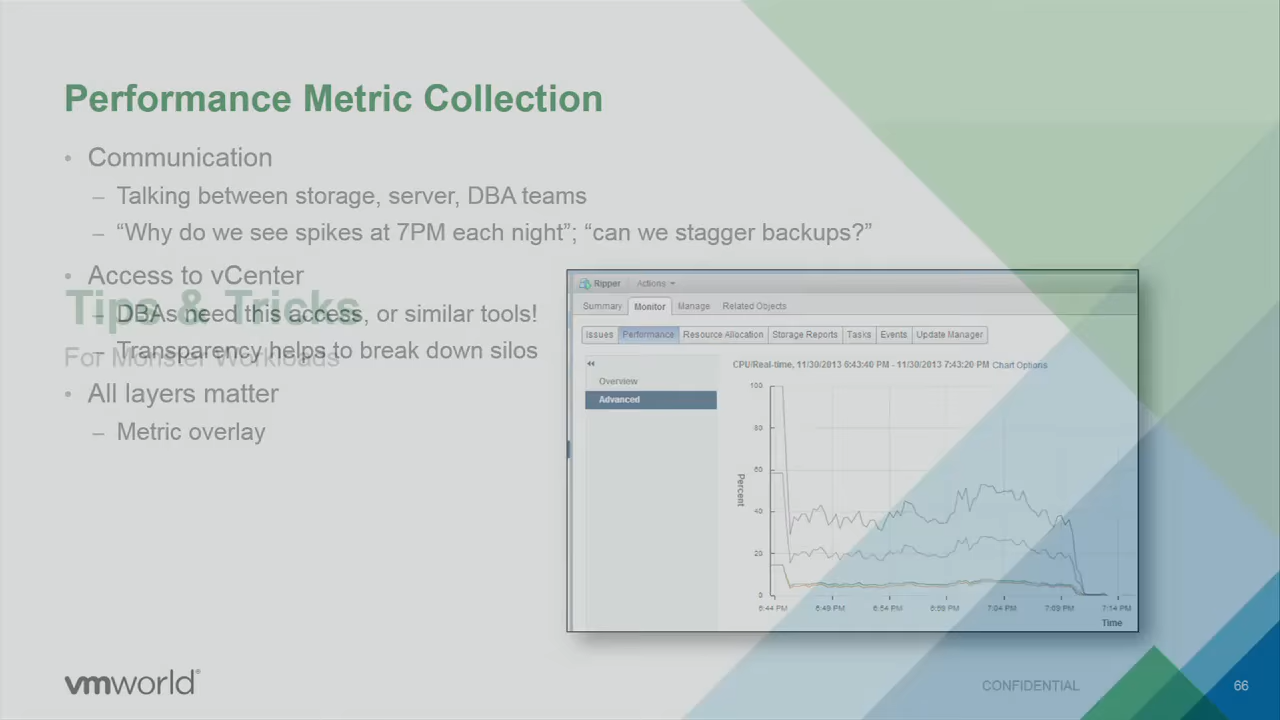 Performance Metric Collection
• Communication
– Talking between storage, server, DBA teams
– “Why do we see spikes at 7PM each night”; “can we stagger backups?”
• Access to vCenter
Tips & Tricks
– DBAs need this access, or similar tools!
– Transparency helps to break down silos
For Monster Workloads
• All layers matter
– Metric overlay
Ripper Actions
Summary Monitor Manage Related Objects
Issues Performance Resource Allocation Storage Reports Tasks Events Update Manager
Overview
Advanced
CPU/Real-time, 11/30/2013 6:43:40 PM - 11/30/2013 7:43:20 PM Chart Options
100
80
60
40
20
0
Percent
6:44 PM 6:49 PM 6:54 PM 6:59 PM 7:04 PM 7:09 PM 7:14 PM
Time
vmworld®
CONFIDENTIAL
66